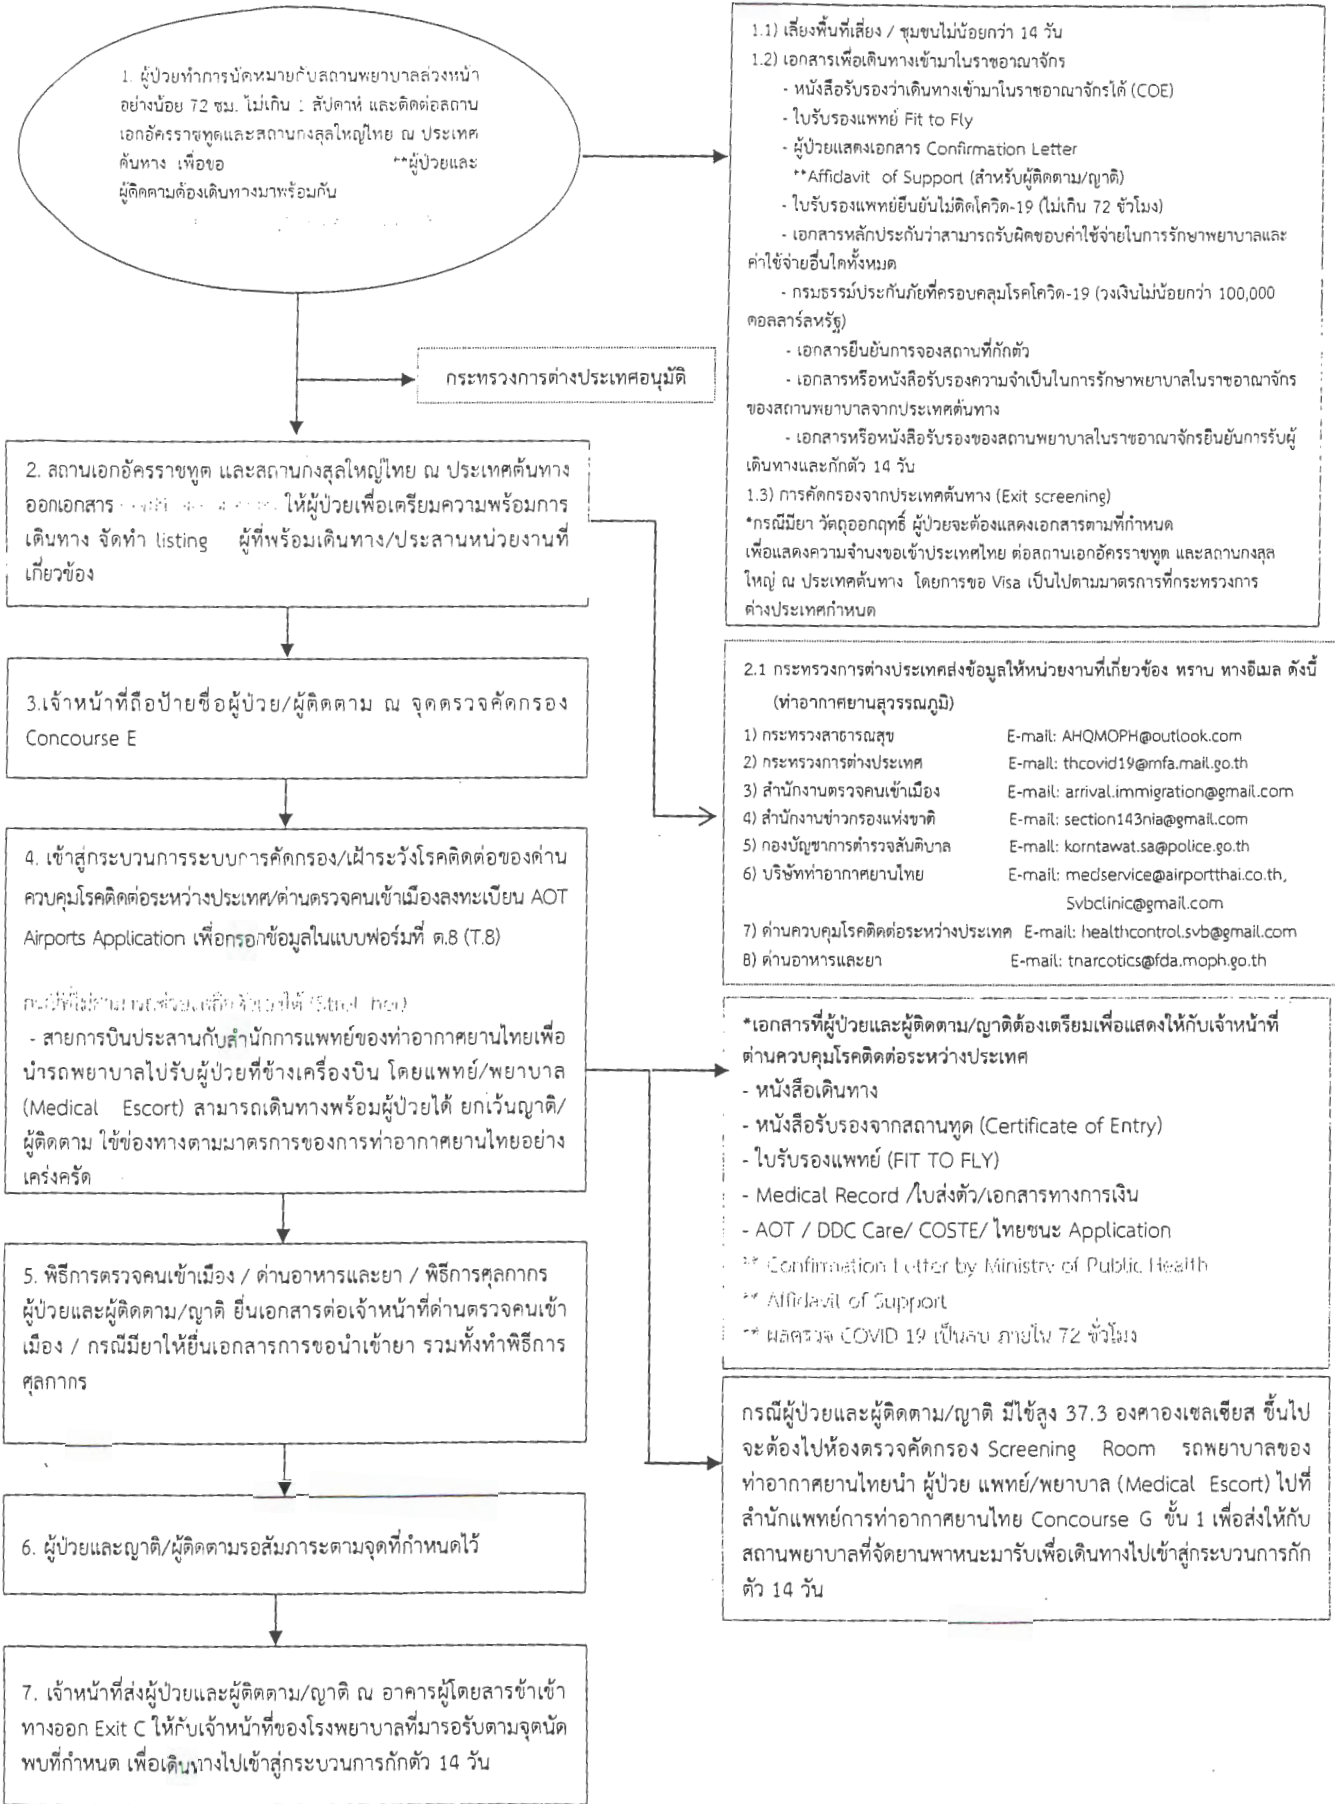 1. ผู้ป่วยทำการนัดหมายกับสถานพยาบาลล่วงหน้า
อย่างน้อย 72 ชม. ไม่เกิน สัปดาห์ และติดต่อสถาน
เอกอัครราชทูตและสถานกงสุลใหญ่ไทย ณ ประเทศ
ต้นทาง เพื่อขอ **ผู้ป่วยและ
ผู้ติดตามต้องเดินทางมาพร้อมกัน
1.1) เลี่ยงพื้นที่เสี่ยง / ชุมชนไม่น้อยกว่า 14 วัน
1.2) เอกสารเพื่อเดินทางเข้ามาในราชอาณาจักร
- หนังสือรับรองว่าเดินทางเข้ามาในราชอาณาจักรได้ (COE)
- ใบรับรองแพทย์ Fit to Fly
- ผู้ป่วยแสดงเอกสาร Confirmation Letter
**Affidavit of Support (สำหรับผู้ติดตาม/ญาติ)
- ใบรับรองแพทย์ยืนยันไม่ติดโควิด-19 (ไม่เกิน 72 ชั่วโมง)
- เอกสารหลักประกันว่าสามารถรับผิดชอบค่าใช้จ่ายในการรักษาพยาบาลและ
ค่าใช้จ่ายอื่นใดทั้งหมด
- กรมธรรม์ประกันภัยที่ครอบคลุมโรคโควิด-19 (วงเงินไม่น้อยกว่า 100,000
ดอลลาร์สหรัฐ)
- เอกสารยืนยันการจองสถานที่กักตัว
- เอกสารหรือหนังสือรับรองความจำเป็นในการรักษาพยาบาลในราชอาณาจักร
ของสถานพยาบาลจากประเทศต้นทาง
- เอกสารหรือหนังสือรับรองของสถานพยาบาลในราชอาณาจักรยืนยันการรับผู้
เดินทางและกักตัว 14 วัน
1.3) การคัดกรองจากประเทศต้นทาง (Exit screening)
*กรณีมียา วัตถุออกฤทธิ์ ผู้ป่วยจะต้องแสดงเอกสารตามที่กำหนด
เพื่อแสดงความจำนงขอเข้าประเทศไทย ต่อสถานเอกอัครราชทูต และสถานกงสุล
ใหญ่ ณ ประเทศต้นทาง โดยการขอ Visa เป็นไปตามมาตรการที่กระทรวงการ
ต่างประเทศกำหนด
กระทรวงการต่างประเทศอนุมัติ
2. สถานเอกอัครราชทูต และสถานกงสุลใหญ่ไทย ณ ประเทศต้นทาง
ออกเอกสาร ให้ผู้ป่วยเพื่อเตรียมความพร้อมการ
เดินทาง จัดทำ listing ผู้ที่พร้อมเดินทาง/ประสานหน่วยงานที่
เกี่ยวข้อง
2.1 กระทรวงการต่างประเทศส่งข้อมูลให้หน่วยงานที่เกี่ยวข้อง ทราบ ทางอีเมล ดังนี้
(ท่าอากาศยานสุวรรณภูมิ)
1) กระทรวงสาธารณสุข E-mail: AHQMOPH@outlook.com
2) กระทรวงการต่างประเทศ E-mail: thcovid19@mfa.mail.go.th
3) สำนักงานตรวจคนเข้าเมือง E-mail: arrival.immigration@gmail.com
4) สำนักงานข่าวกรองแห่งชาติ E-mail: section143nia@gmail.com
5) กองบัญชาการตำรวจสันติบาล E-mail: korntawat.sa@police.go.th
6) บริษัทท่าอากาศยานไทย E-mail: medservice@airportthai.co.th,
Svbclinic@gmail.com
7) ด่านควบคุมโรคติดต่อระหว่างประเทศ E-mail: healthcontrol.svb@gmail.com
8) ด่านอาหารและยา E-mail: tnarcotics@fda.moph.go.th
3.เจ้าหน้าที่ถือป้ายชื่อผู้ป่วย/ผู้ติดตาม ณ จุดตรวจคัดกรอง
Concourse E
4. เข้าสู่กระบวนการระบบการคัดกรอง/เฝ้าระวังโรคติดต่อของด่าน
ควบคุมโรคติดต่อระหว่างประเทศ/ด่านตรวจคนเข้าเมืองลงทะเบียน AOT
Airports Application เพื่อกรอกข้อมูลในแบบฟอร์มที่ ต.8 (T.8)
- สายการบินประสานกับสำนักการแพทย์ของท่าอากาศยานไทยเพื่อ
นำรถพยาบาลไปรับผู้ป่วยที่ข้างเครื่องบิน โดยแพทย์/พยาบาล
(Medical Escort) สามารถเดินทางพร้อมผู้ป่วยได้ ยกเว้นญาติ/
ผู้ติดตาม ใช้ช่องทางตามมาตรการของการท่าอากาศยานไทยอย่าง
เคร่งครัด
*เอกสารที่ผู้ป่วยและผู้ติดตาม/ญาติต้องเตรียมเพื่อแสดงให้กับเจ้าหน้าที่
ด่านควบคุมโรคติดต่อระหว่างประเทศ
- หนังสือเดินทาง
- หนังสือรับรองจากสถานทูต (Certificate of Entry)
- ใบรับรองแพทย์ (FIT TO FLY)
- Medical Record /ใบส่งตัว/เอกสารทางการเงิน
- AOT / DDC Care/ COSTE/ ไทยชนะ Application
** Confirmation Letter by Ministry of Public Health
** Affidavit of Support
** ผลตรวจ COVID 19 เป็นลบ ภายใน 72 ชั่วโมง
กรณีผู้ป่วยและผู้ติดตาม/ญาติ มีไข้สูง 37.3 องศาองเซลเซียส ขึ้นไป
จะต้องไปห้องตรวจคัดกรอง Screening Room รถพยาบาลของ
ท่าอากาศยานไทยนำ ผู้ป่วย แพทย์/พยาบาล (Medical Escort) ไปที่
สำนักแพทย์การท่าอากาศยานไทย Concourse G ชั้น 1 เพื่อส่งให้กับ
สถานพยาบาลที่จัดยานพาหนะมารับเพื่อเดินทางไปเข้าสู่กระบวนการกัก
ตัว 14 วัน
5. พิธีการตรวจคนเข้าเมือง / ด่านอาหารและยา / พิธีการศุลกากร
ผู้ป่วยและผู้ติดตาม/ญาติ ยื่นเอกสารต่อเจ้าหน้าที่ด่านตรวจคนเข้า
เมือง / กรณีมียาให้ยื่นเอกสารการขอนำเข้ายา รวมทั้งทำพิธีการ
ศุลกากร
6. ผู้ป่วยและญาติ/ผู้ติดตามรอสัมภาระตามจุดที่กำหนดไว้
7. เจ้าหน้าที่ส่งผู้ป่วยและผู้ติดตาม/ญาติ ณ อาคารผู้โดยสารขาเข้า
ทางออก Exit C ให้กับเจ้าหน้าที่ของโรงพยาบาลที่มารอรับตามจุดนัด
พบที่กำหนด เพื่อเดินทางไปเข้าสู่กระบวนการกักตัว 14 วัน